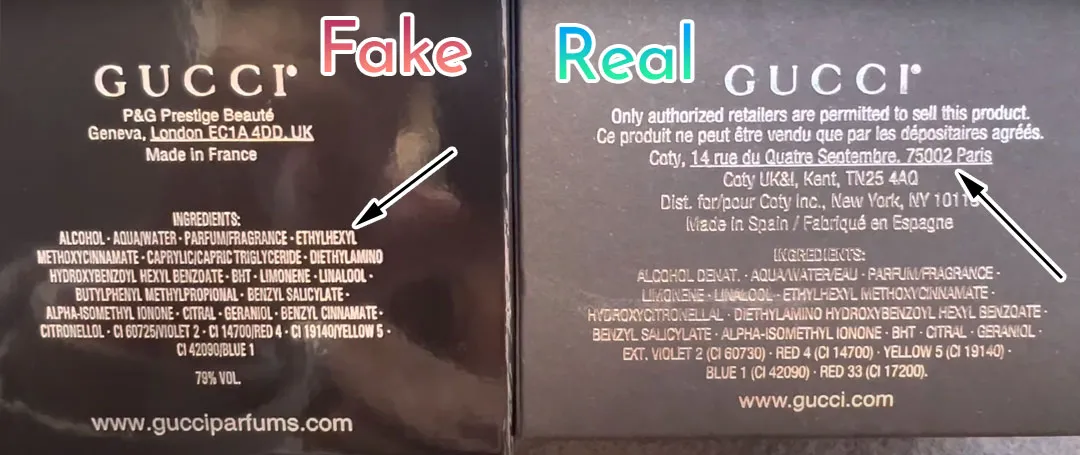 Fake
GUCCI
P&G Prestige Beauté
Geneva, London EC1A 4DD, UK
Made in France
INGREDIENTS:
ALCOHOL · AQUA/WATER · PARFUM/FRAGRANCE · ETHYLHEXYL
METHOXYCINNAMATE · CAPRYLIC/CAPRIC TRIGLYCERIDE · DIETHYLAMINO
HYDROXYBENZOYL HEXYL BENZOATE · BHT · LIMONENE · LINALOOL ·
BUTYLPHENYL METHYLPROPIONAL · BENZYL SALICYLATE ·
ALPHA-ISOMETHYL IONONE · CITRAL · GERANIOL · BENZYL CINNAMATE ·
CITRONELLOL · CI 60725/VIOLET 2 · CI 14700/RED 4 · CI 19140/YELLOW 5 ·
CI 42090/BLUE 1
79% VOL.
www.gucciparfums.com
Real
GUCCI
Only authorized retailers are permitted to sell this product.
Ce produit ne peut être vendu que par les dépositaires agréés.
Coty, 14 rue du Quatre Septembre, 75002 Paris
Coty UK&I, Kent, TN25 4AQ
Dist. for/pour Coty Inc., New York, NY
Made in Spain / Fabriqué en Espagne
INGREDIENTS:
ALCOHOL DENAT. · AQUA/WATER/EAU · PARFUM/FRAGRANCE ·
LIMONENE · LINALOOL · ETHYLHEXYL METHOXYCINNAMATE ·
HYDROXYCITRONELLAL · DIETHYLAMINO HYDROXYBENZOYL HEXYL BENZOATE ·
BENZYL SALICYLATE · ALPHA-ISOMETHYL IONONE · BHT · CITRAL · GERANIOL ·
EXT. VIOLET 2 (CI 60730) · RED 4 (CI 14700) · YELLOW 5 (CI 19140) ·
BLUE 1 (CI 42090) · RED 33 (CI 17200).
www.gucci.com